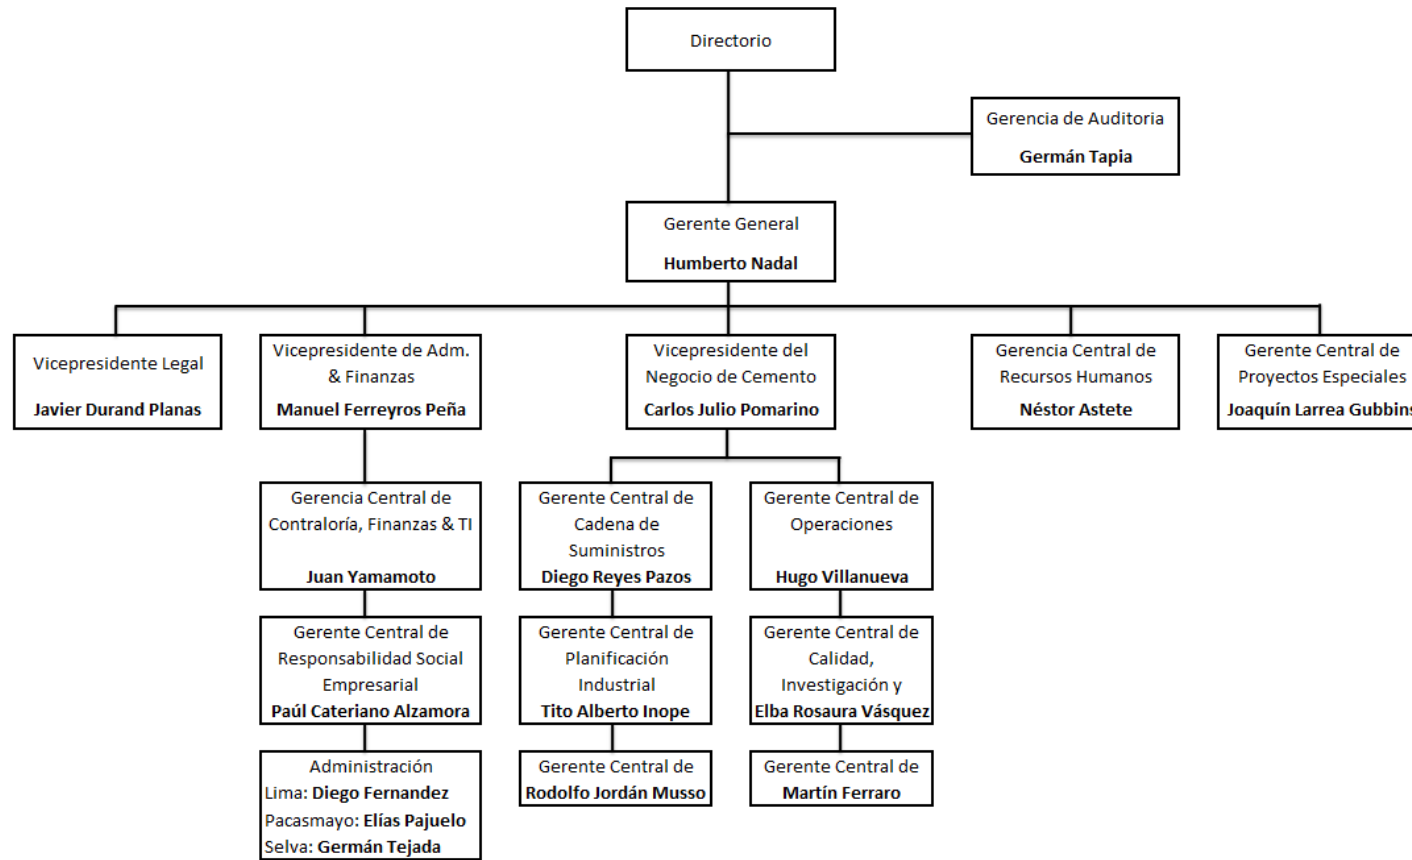 Directorio
Gerencia de Auditoria
Germán Tapia
Gerente General
Humberto Nadal
Vicepresidente Legal
Javier Durand Planas
Vicepresidente de Adm.
& Finanzas
Manuel Ferreyros Peña
Vicepresidente del
Negocio de Cemento
Carlos Julio Pomarino
Gerencia Central de
Recursos Humanos
Néstor Astete
Gerente Central de
Proyectos Especiales
Joaquín Larrea Gubbins
Gerencia Central de
Contraloría, Finanzas & TI
Juan Yamamoto
Gerente Central de
Cadena de
Suministros
Diego Reyes Pazos
Gerente Central de
Operaciones
Hugo Villanueva
Gerente Central de
Responsabilidad Social
Empresarial
Paúl Cateriano Alzamora
Gerente Central de
Planificación
Industrial
Tito Alberto Inope
Gerente Central de
Calidad,
Investigación y
Elba Rosaura Vásquez
Administración
Lima: Diego Fernandez
Pacasmayo: Elías Pajuelo
Selva: Germán Tejada
Gerente Central de
Rodolfo Jordán Musso
Gerente Central de
Martín Ferraro